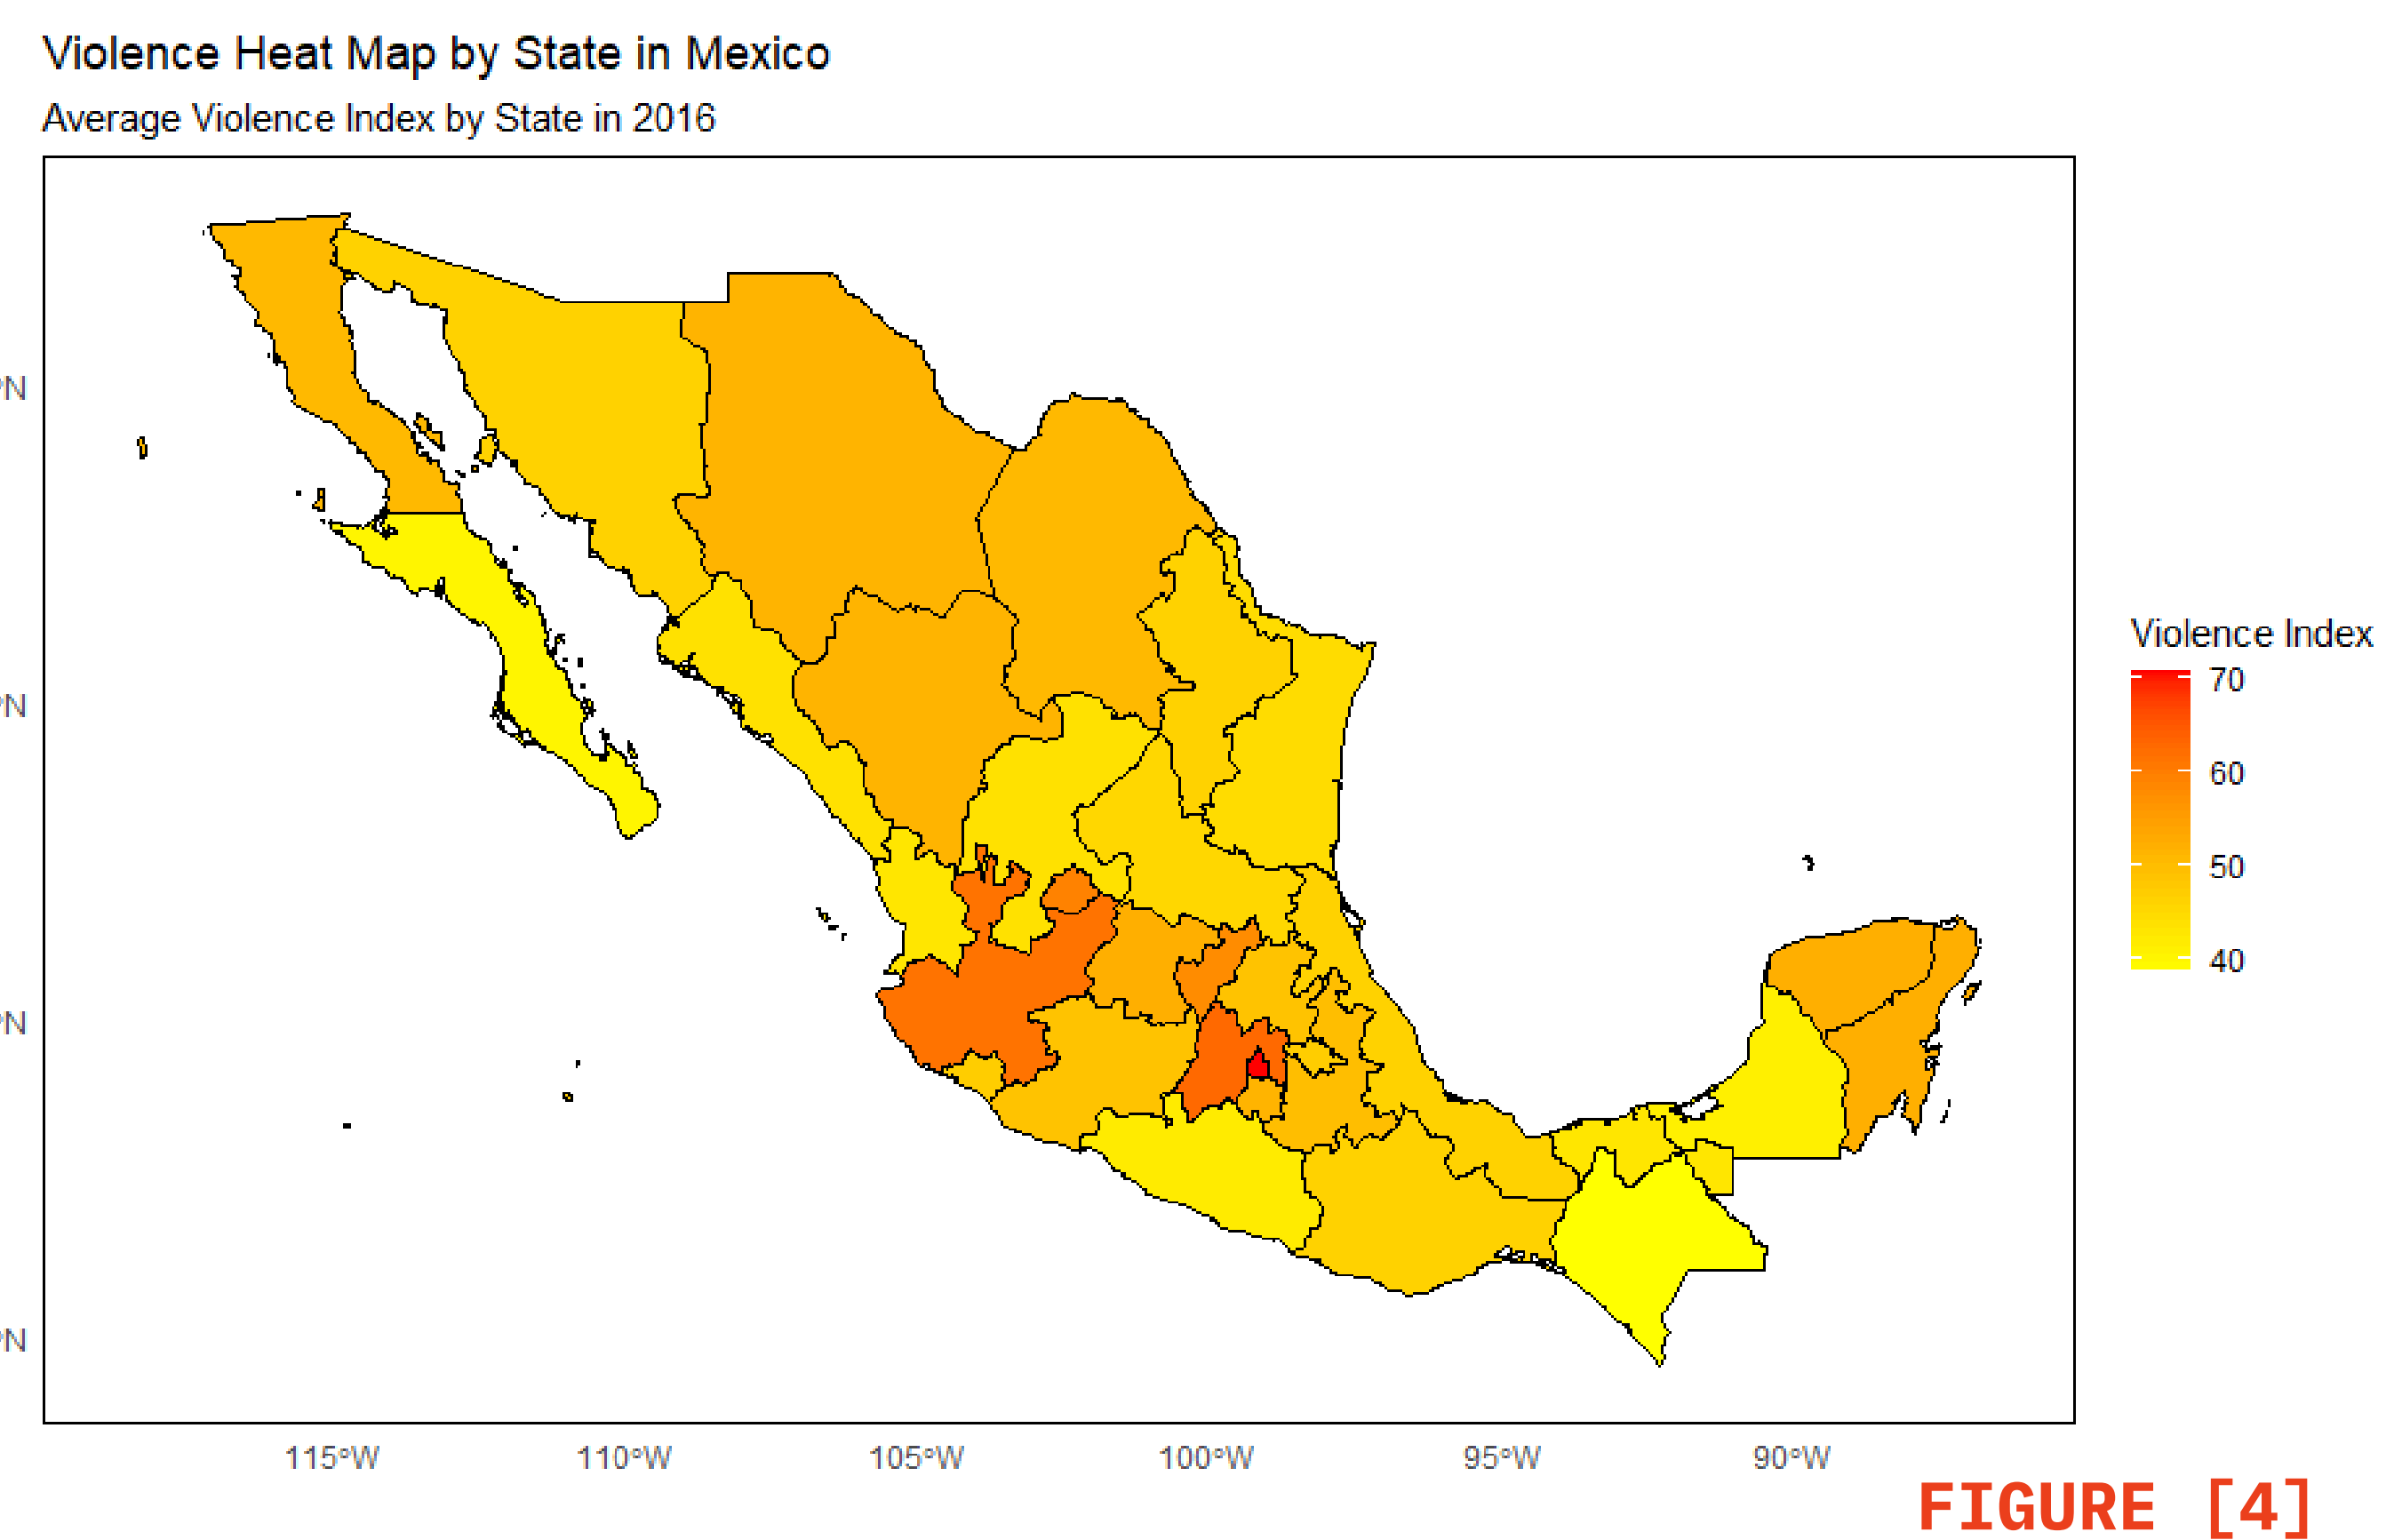 Violence Heat Map by State in Mexico
Average Violence Index by State in 2016
°N
°N
°N
°N
Violence Index
70
60
50
40
115°W 110°W 105°W 100°W 95°W 90°W
FIGURE [4]